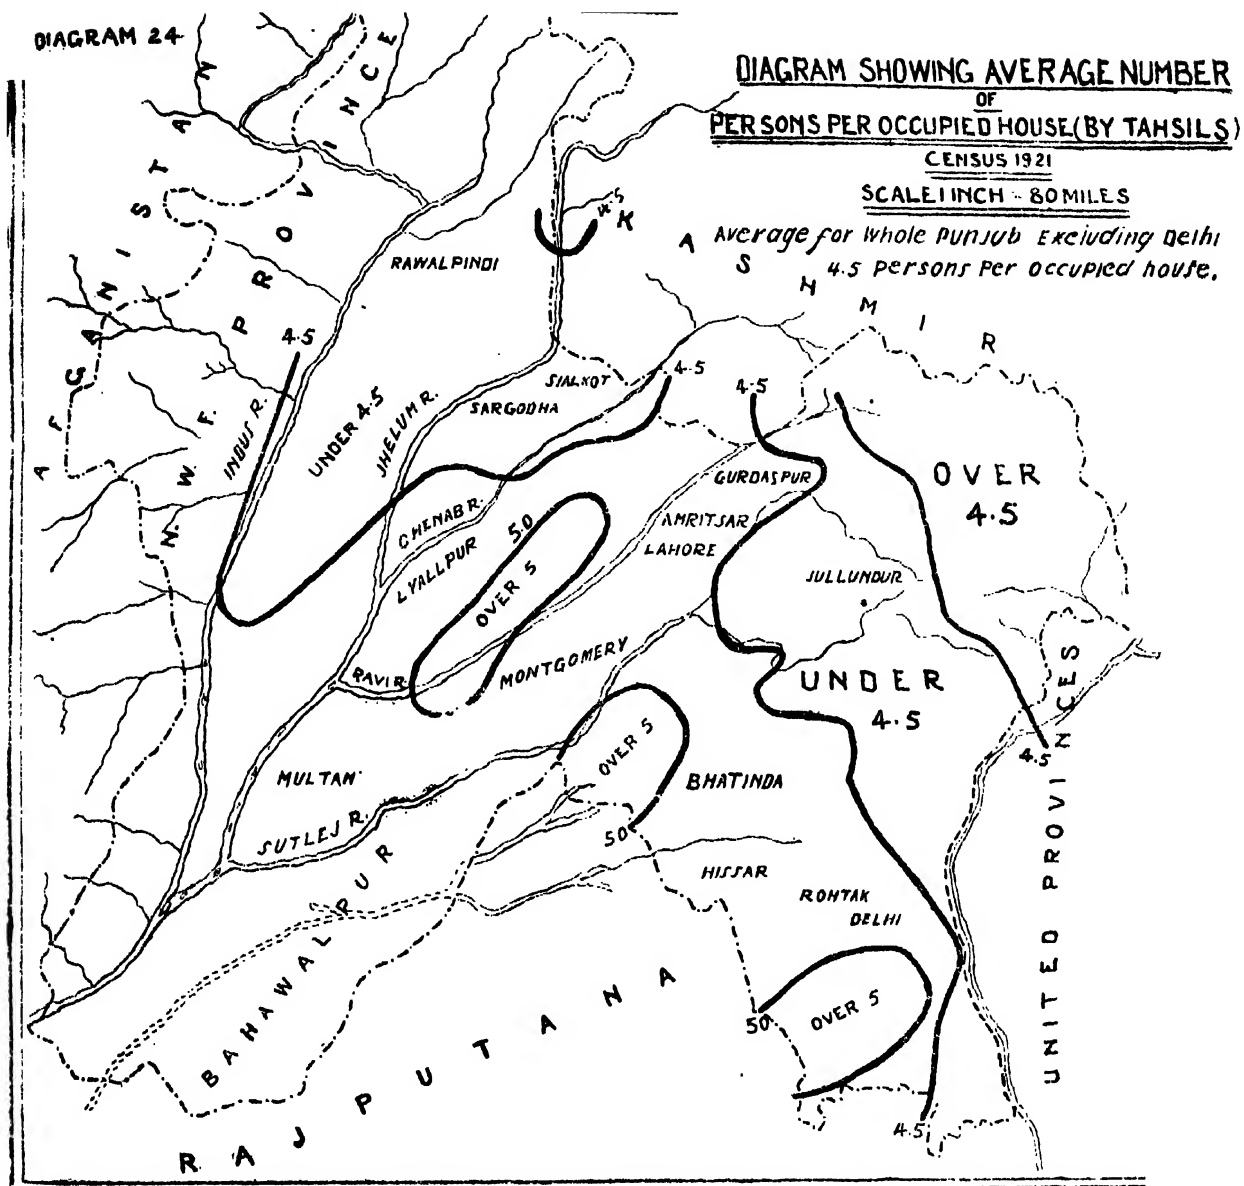 DIAGRAM 24
DIAGRAM SHOWING AVERAGE NUMBER
OF
PERSONS PER OCCUPIED HOUSE (BY TAHSILS)
CENSUS 1921
SCALE 1 INCH - 80 MILES
Average for Whole Punjub Excluding Delhi
4.5 Persons Per occupied house.
AFGANISTAN
N. W. F. PROVINCE
KASHMIR
4.5
RAWALPINDI
4.5
INDUS R.
UNDER 4.5
JHELUM R.
SIALKOT
SARGODHA
4.5
4.5
OVER
4.5
GURDASPUR
AMRITSAR
LAHORE
CHENAB R.
LYALLPUR
5.0
OVER 5
JULLUNDUR
RAVI R.
MONTGOMERY
UNDER
4.5
4.5
OVER 5
MULTAN
BHATINDA
SUTLEJ R.
50
HISSAR
ROHTAK
DELHI
BAHAWALPUR
UNITED PROVINCES
50
OVER 5
RAJPUTANA
4.5